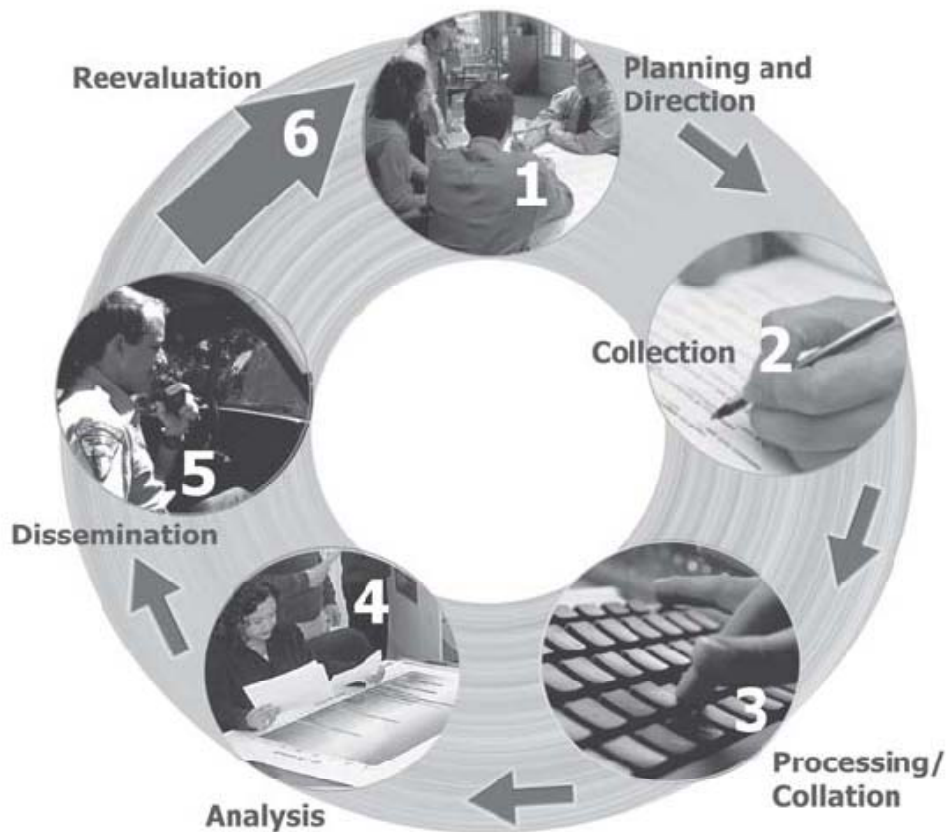 Reevaluation
6
1
Planning and
Direction
Collection
2
3
Processing/
Collation
4
Analysis
5
Dissemination